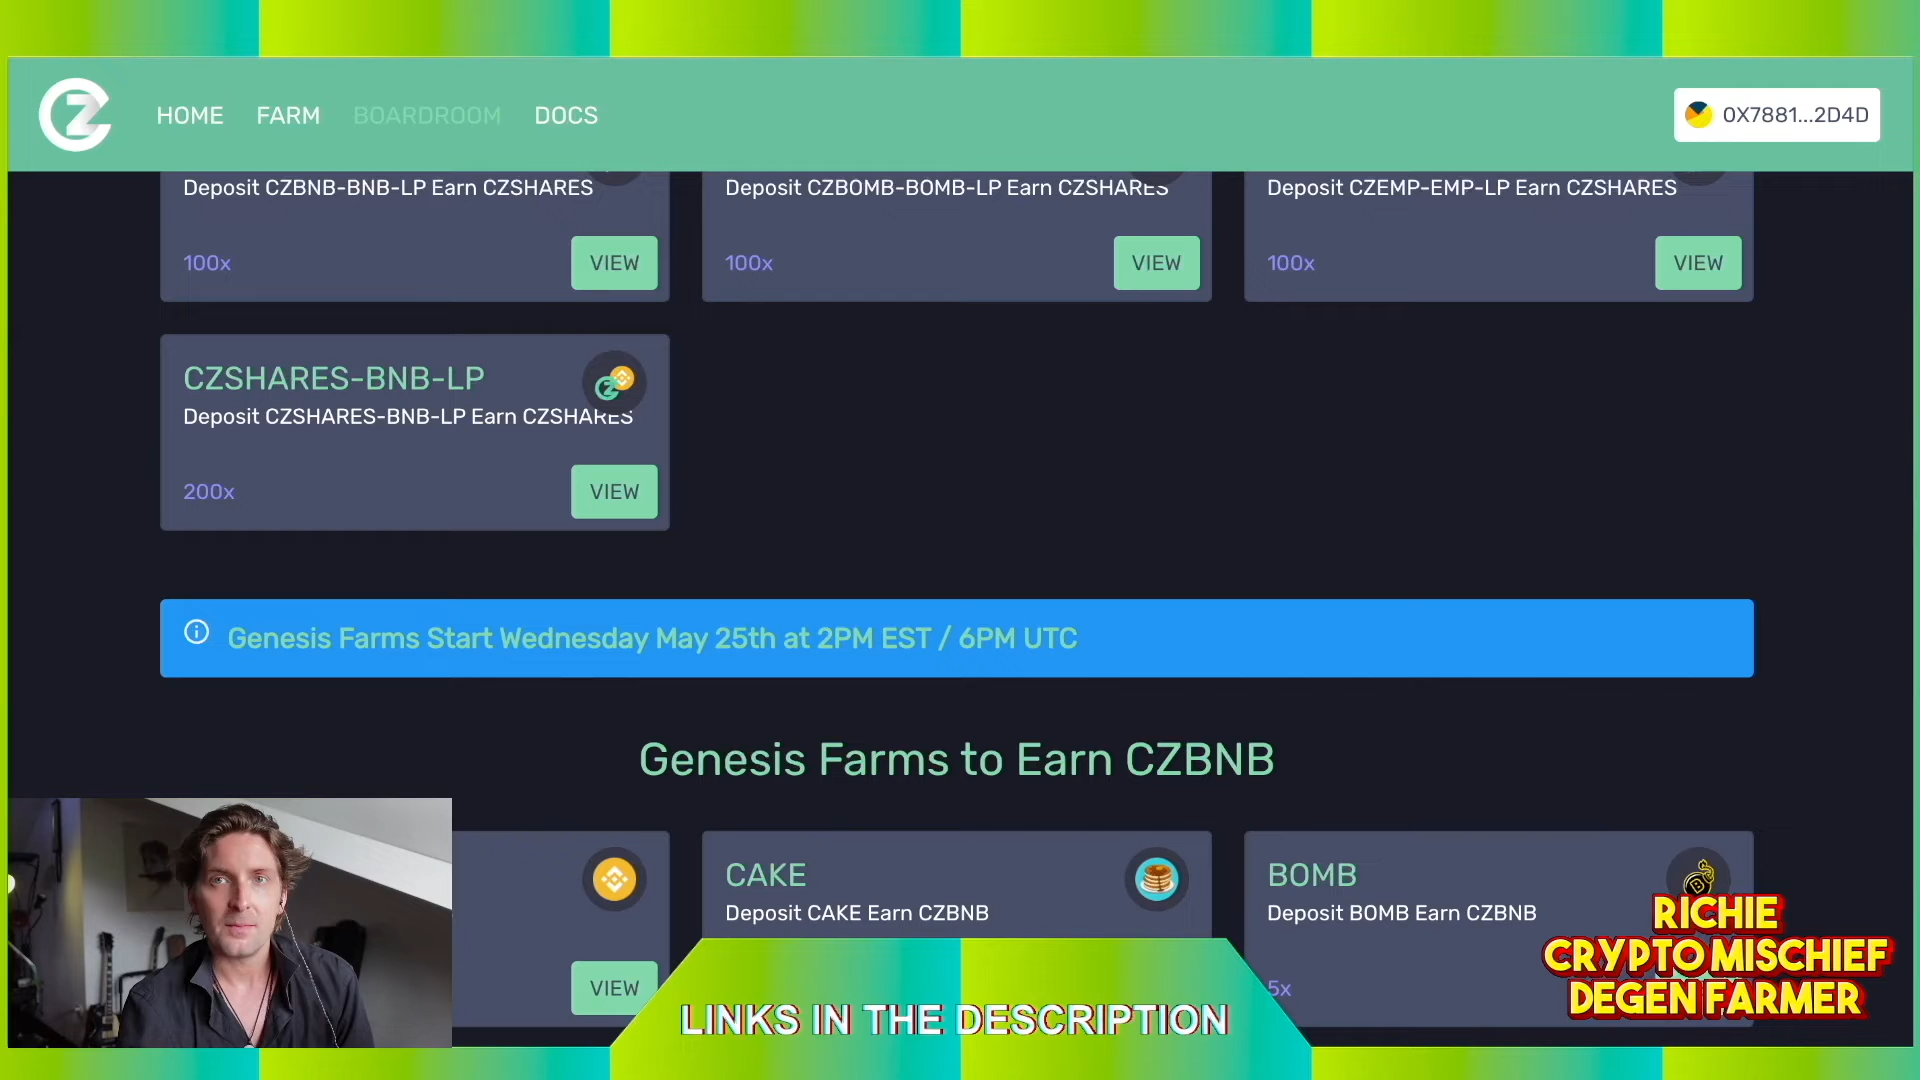 HOME FARM BOARDROOM DOCS
0X7881...2D4D
Deposit CZBNB-BNB-LP Earn CZSHARES
100x
VIEW
Deposit CZBOMB-BOMB-LP Earn CZSHARES
100x
VIEW
Deposit CZEMP-EMP-LP Earn CZSHARES
100x
VIEW
CZSHARES-BNB-LP
Deposit CZSHARES-BNB-LP Earn CZSHARES
200x
VIEW
Genesis Farms Start Wednesday May 25th at 2PM EST / 6PM UTC
Genesis Farms to Earn CZBNB
VIEW
CAKE
Deposit CAKE Earn CZBNB
BOMB
Deposit BOMB Earn CZBNB
5x
RICHIE
CRYPTO MISCHIEF
DEGEN FARMER
LINKS IN THE DESCRIPTION